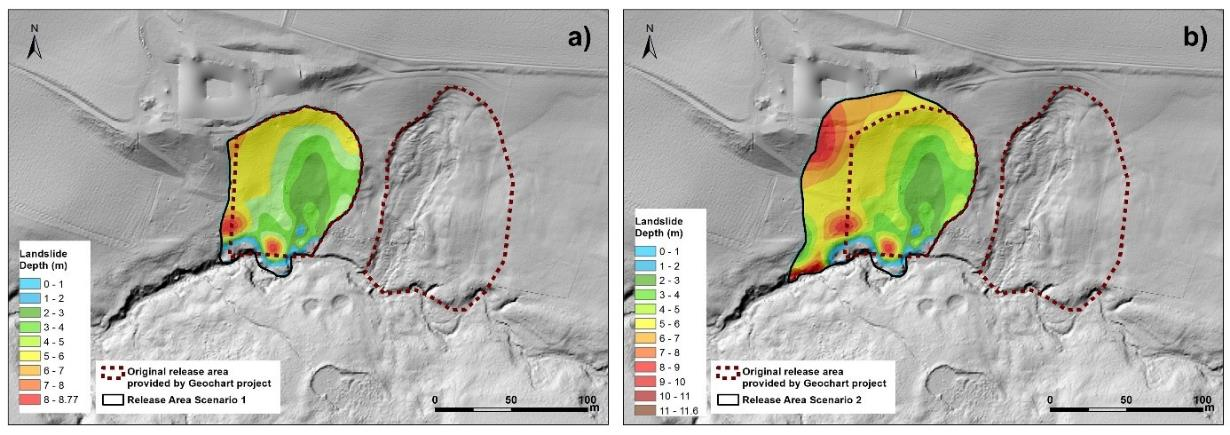 N
a)
Landslide
Depth (m)
0 - 1
1 - 2
2 - 3
3 - 4
4 - 5
5 - 6
6 - 7
7 - 8
8 - 8.77
Original release area
provided by Geochart project
Release Area Scenario 1
0 50 100
m
N
b)
Landslide
Depth (m)
0 - 1
1 - 2
2 - 3
3 - 4
4 - 5
5 - 6
6 - 7
7 - 8
8 - 9
9 - 10
10 - 11
11 - 11.6
Original release area
provided by Geochart project
Release Area Scenario 2
0 50 100
m